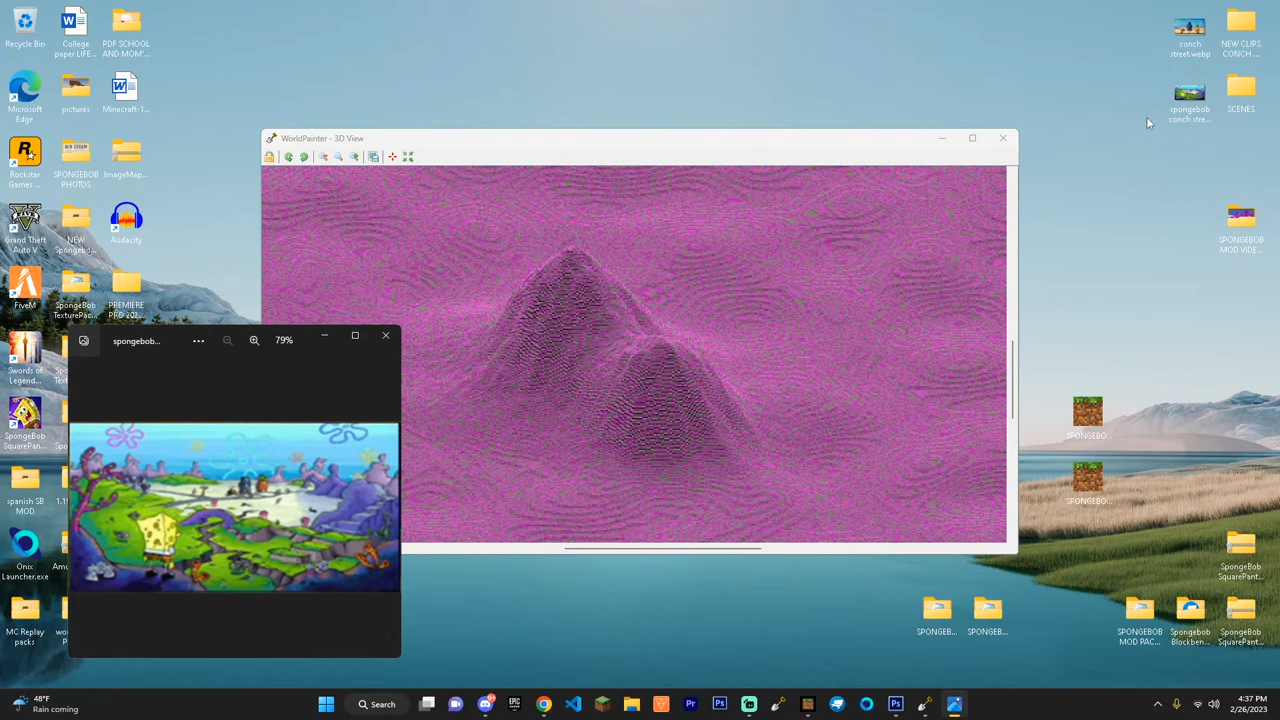 Recycle Bin
College
paper LIFE...
PDF SCHOOL
AND MOM'...
Microsoft
Edge
pictures
Minecraft-1...
Rockstar
Games ...
SPONGEBOB
PHOTOS
ImageMap...
Grand Theft
Auto V
NEW
Spongebo...
Audacity
FiveM
SpongeBob
TexturePac...
PREMIERE
PRO 202...
Swords of
Legend...
SpongeBob
SquarePan...
spanish SB
MOD
Onix
Launcher.exe
MC Replay
packs
WorldPainter - 3D View
spongebob...
79%
conch
street.webp
NEW CLIPS
CONCH ...
spongebob
conch stre...
SCENES
SPONGEBOB
MOD VIDE...
SPONGEBO...
SPONGEBO...
SpongeBob
SquarePant...
SPONGEB...
SPONGEB...
SPONGEBOB
MOD PAC...
Spongebob
Blockben...
SpongeBob
SquarePant...
48°F
Rain coming
Search
4:37 PM
2/26/2023